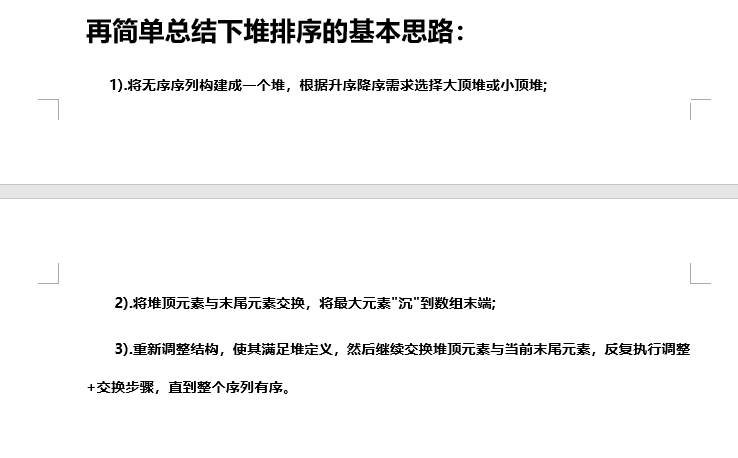 再简单总结下堆排序的基本思路：
1).将无序序列构建成一个堆，根据升序降序需求选择大顶堆或小顶堆;
2).将堆顶元素与末尾元素交换，将最大元素"沉"到数组末端;
3).重新调整结构，使其满足堆定义，然后继续交换堆顶元素与当前末尾元素，反复执行调整
+交换步骤，直到整个序列有序。